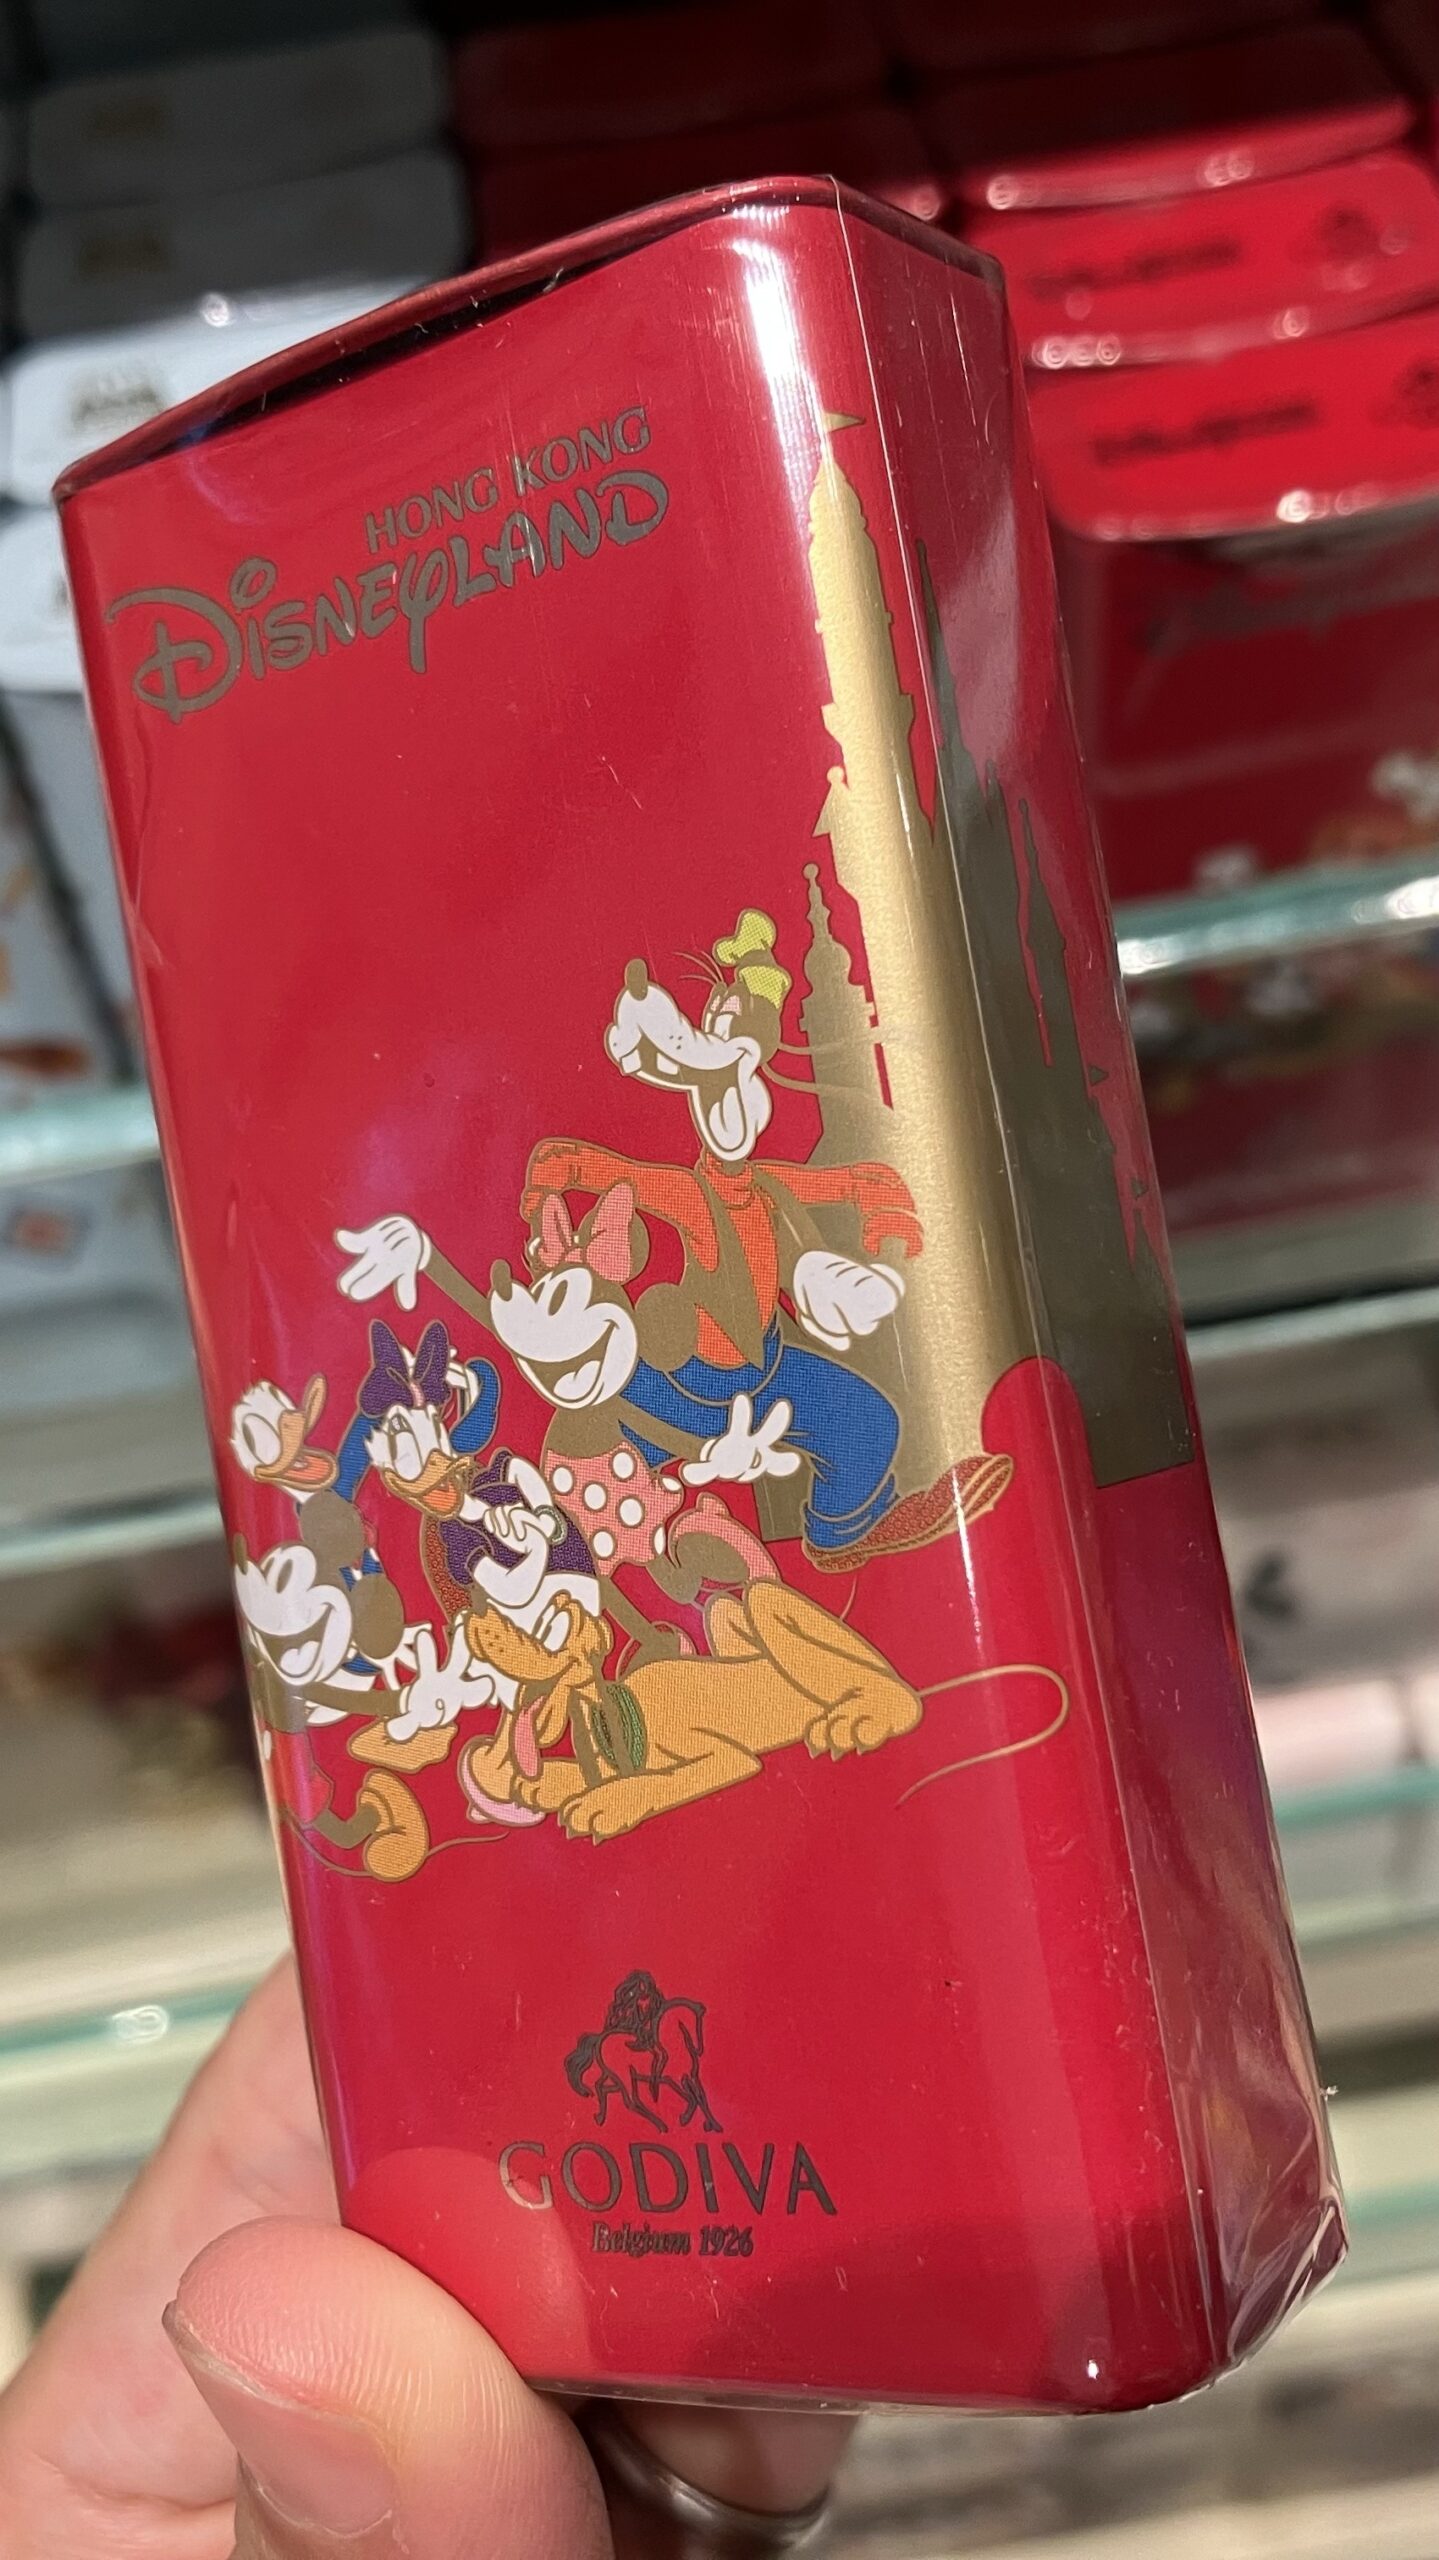 HONG KONG
DISNEYLAND
GODIVA
Belgium 1926